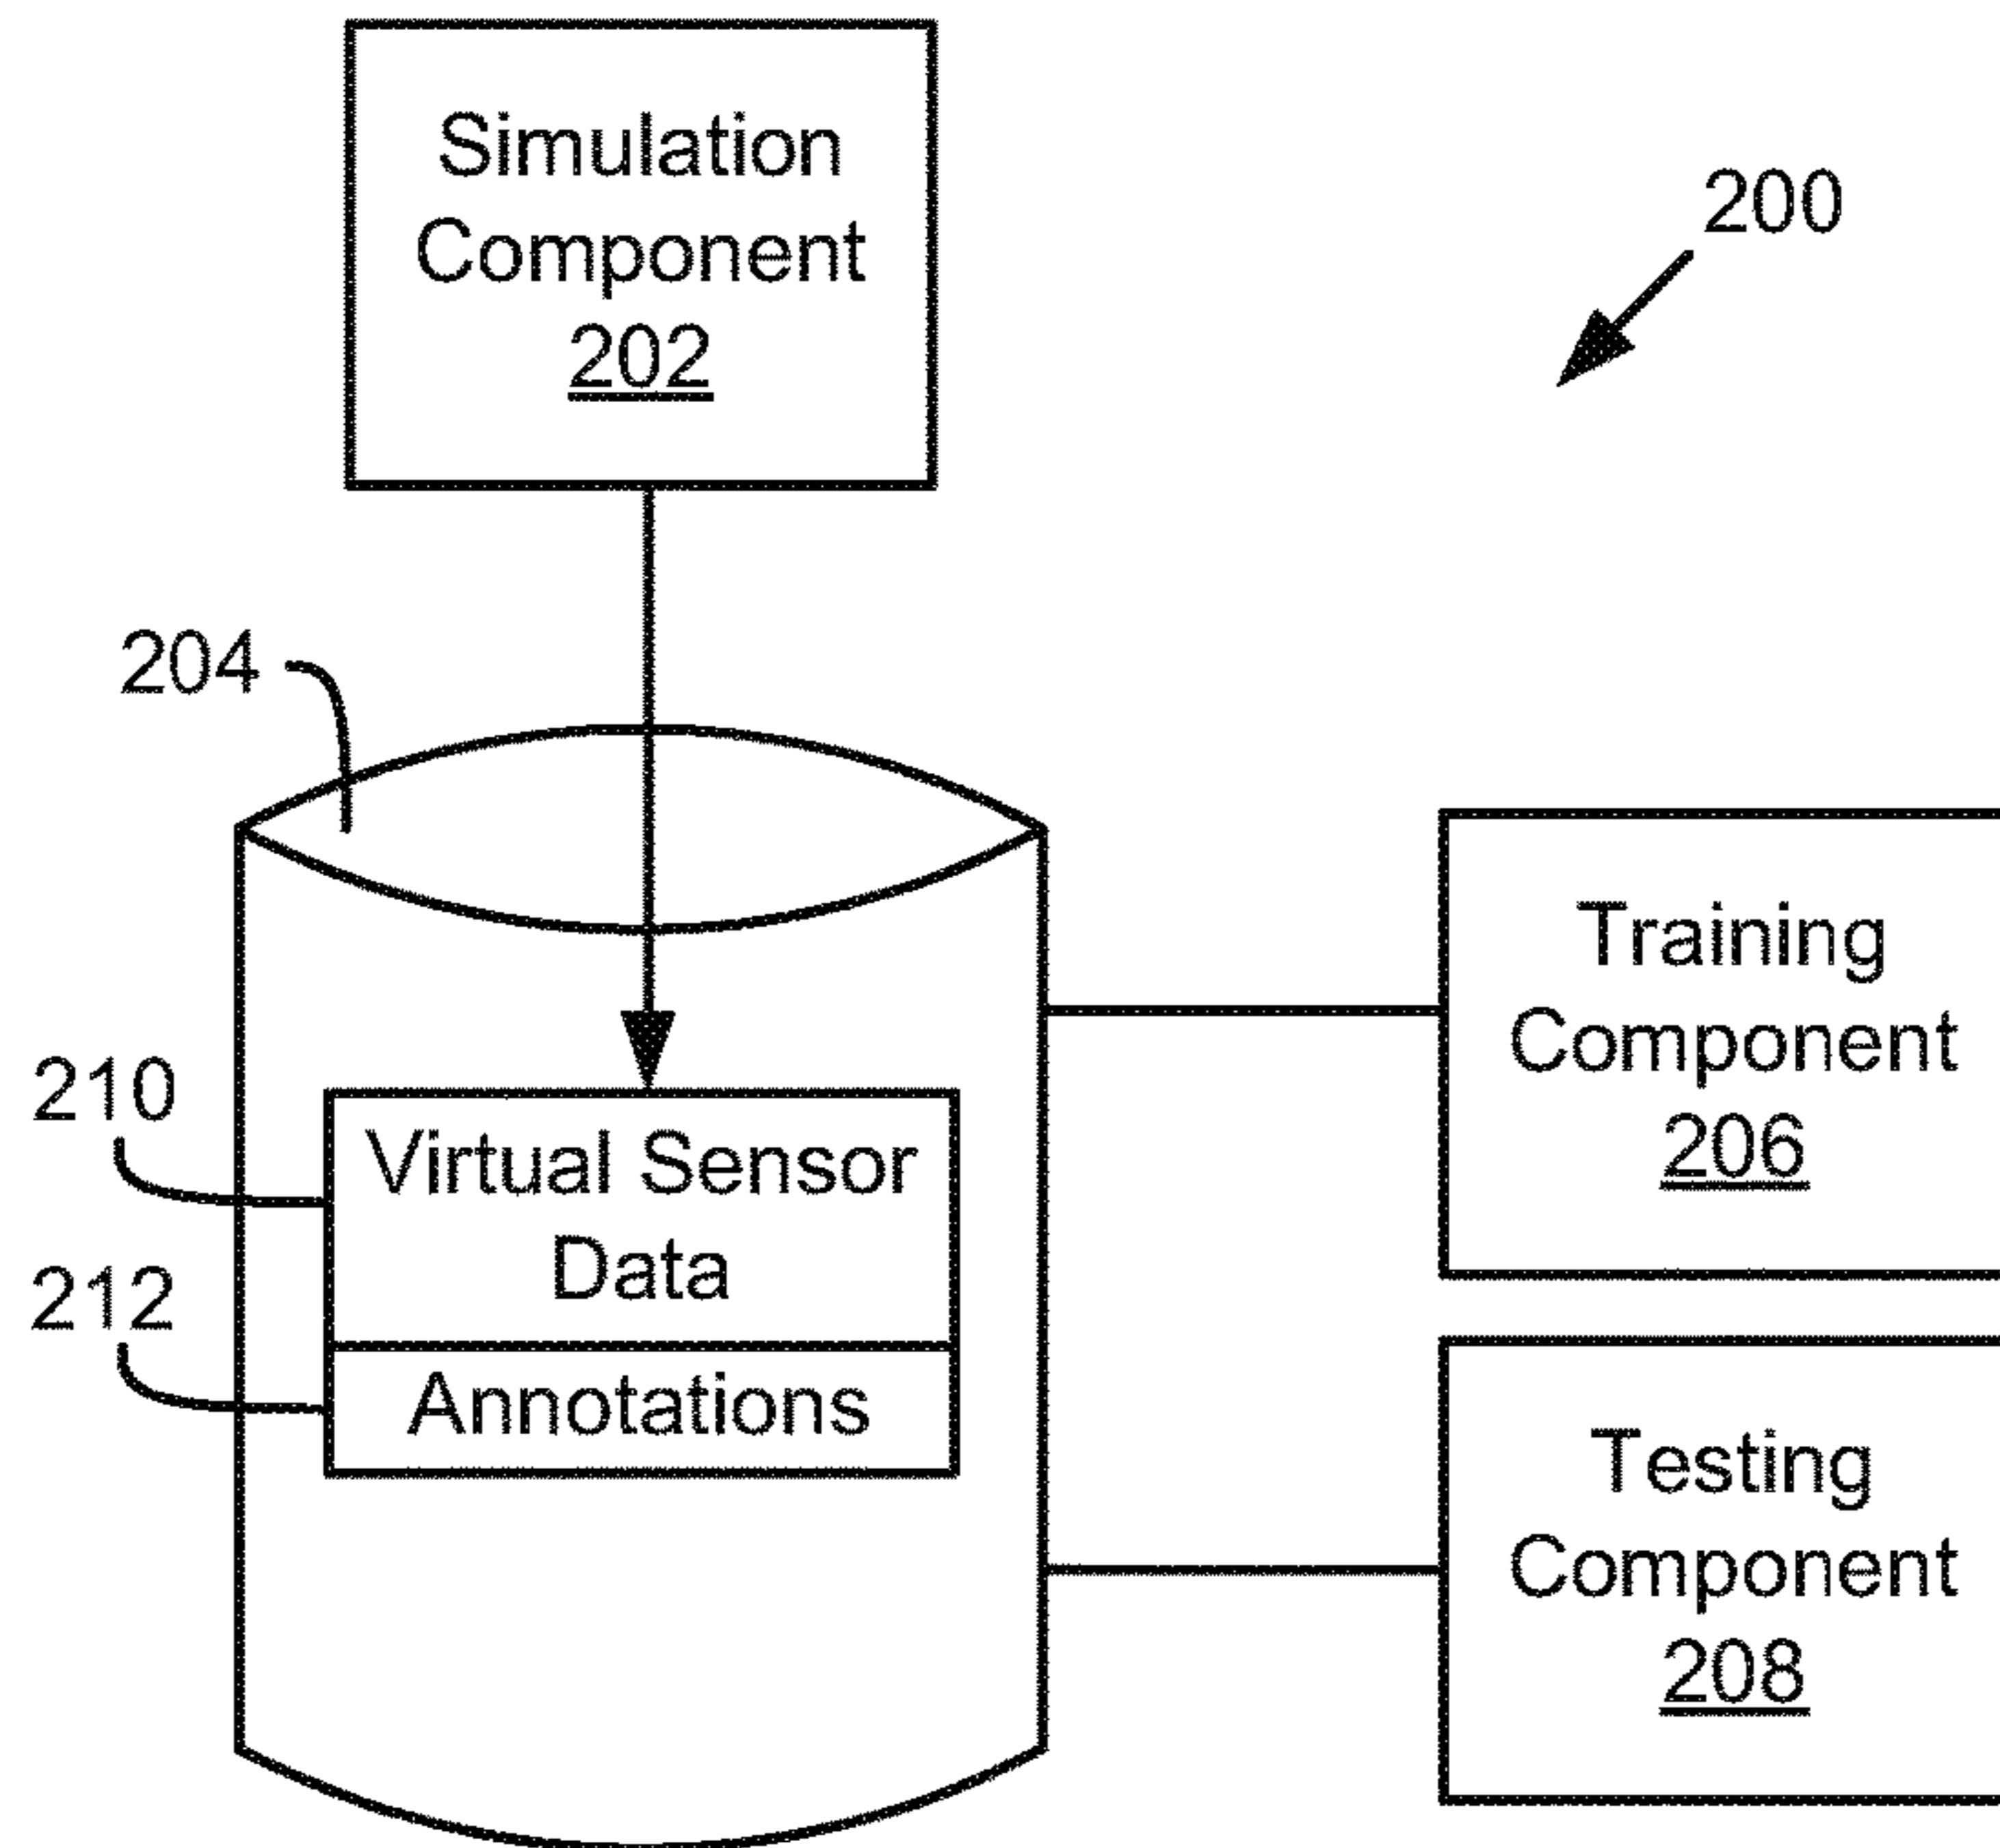 Simulation
Component
202
200
204
210
Virtual Sensor
Data
212
Annotations
Training
Component
206
Testing
Component
208